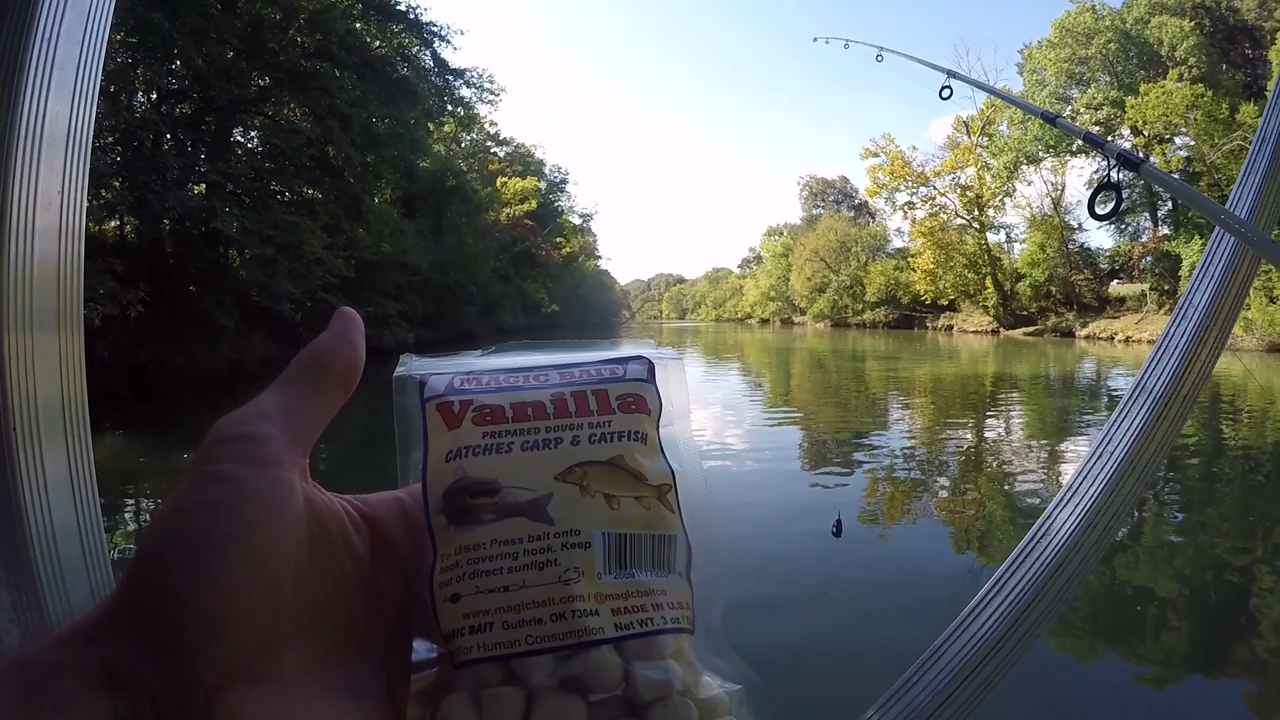 MAGIC BAIT
Vanilla
PREPARED DOUGH BAIT
CATCHES CARP & CATFISH
To Use: Press bait onto
hook, covering hook. Keep
out of direct sunlight.
www.magicbait.com / @magicbaitco
BAIT Guthrie, OK 73044 MADE IN U.S.A
For Human Consumption Net WT. 3 oz